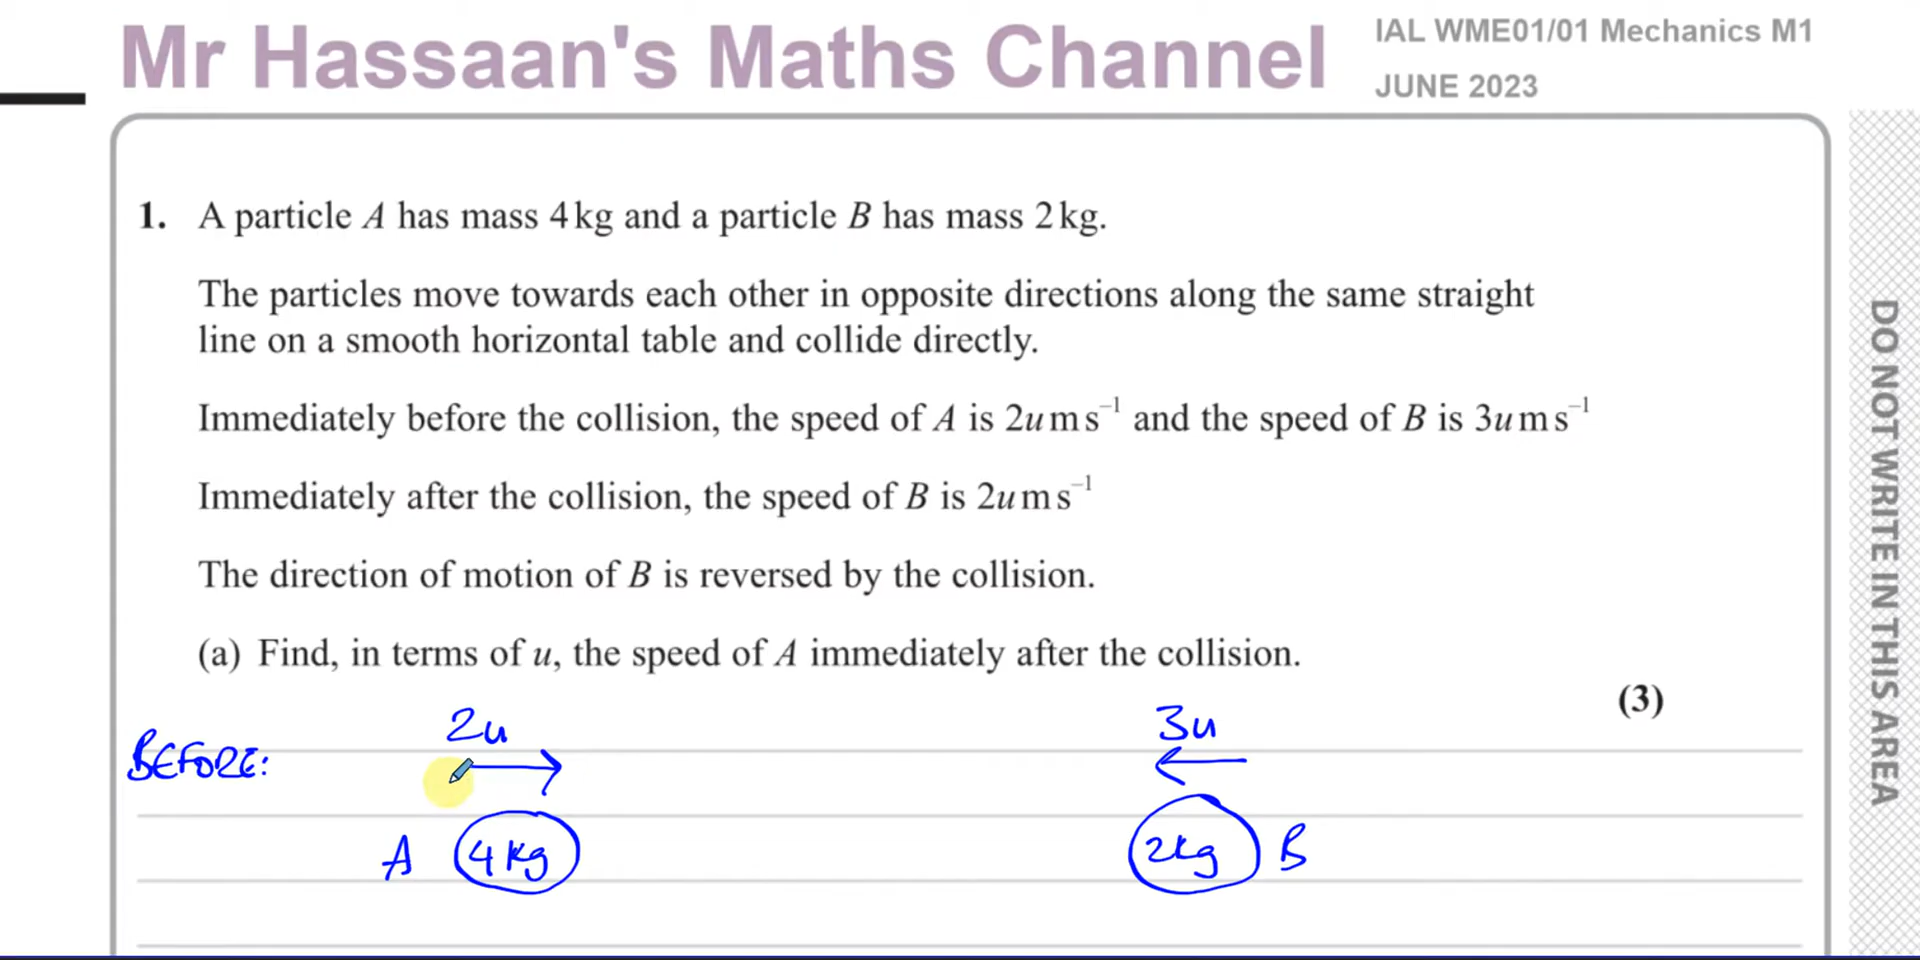 Mr Hassaan's Maths Channel
IAL WME01/01 Mechanics M1
JUNE 2023
1. A particle A has mass 4 kg and a particle B has mass 2 kg.
The particles move towards each other in opposite directions along the same straight
line on a smooth horizontal table and collide directly.
Immediately before the collision, the speed of A is 2u m s⁻¹ and the speed of B is 3u m s⁻¹
Immediately after the collision, the speed of B is 2u m s⁻¹
The direction of motion of B is reversed by the collision.
(a) Find, in terms of u, the speed of A immediately after the collision.
(3)
BEFORE:
2u
3u
A 4kg
2kg B
DO NOT WRITE IN THIS AREA